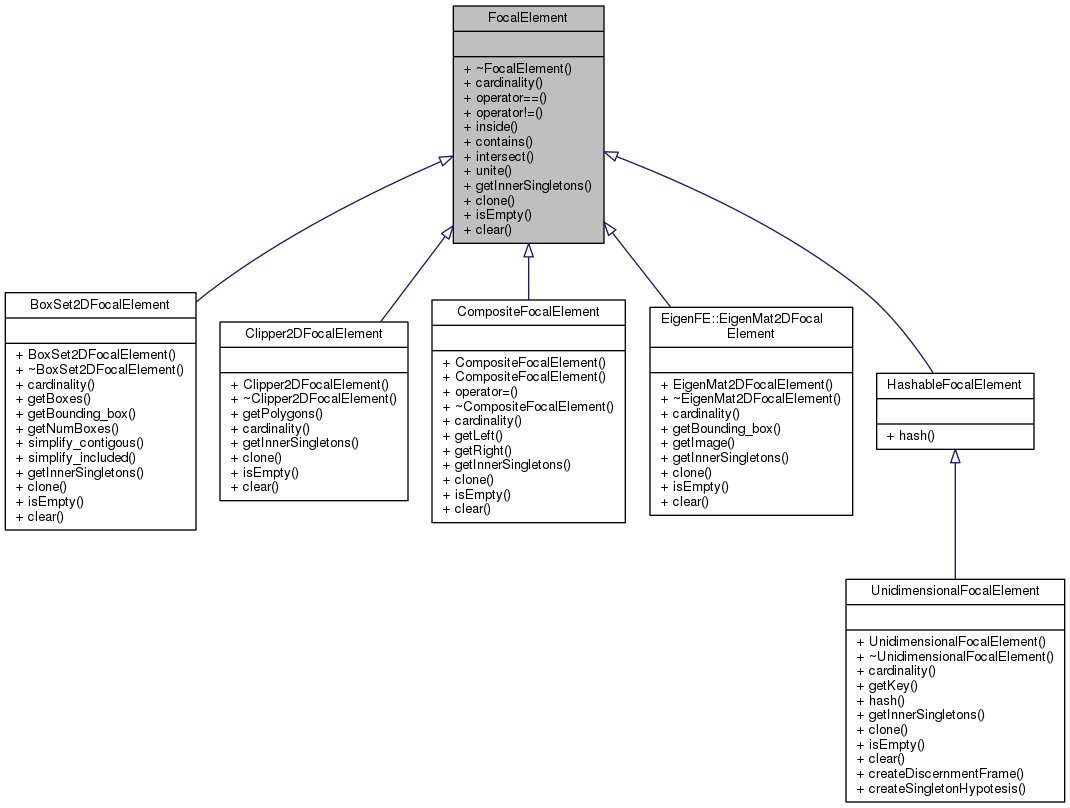 FocalElement
+ ~FocalElement()
+ cardinality()
+ operator==()
+ operator!=()
+ inside()
+ contains()
+ intersect()
+ unite()
+ getInnerSingletons()
+ clone()
+ isEmpty()
+ clear()
BoxSet2DFocalElement
+ BoxSet2DFocalElement()
+ ~BoxSet2DFocalElement()
+ cardinality()
+ getBoxes()
+ getBounding_box()
+ getNumBoxes()
+ simplify_contigous()
+ simplify_included()
+ getInnerSingletons()
+ clone()
+ isEmpty()
+ clear()
Clipper2DFocalElement
+ Clipper2DFocalElement()
+ ~Clipper2DFocalElement()
+ getPolygons()
+ cardinality()
+ getInnerSingletons()
+ clone()
+ isEmpty()
+ clear()
CompositeFocalElement
+ CompositeFocalElement()
+ CompositeFocalElement()
+ operator=()
+ ~CompositeFocalElement()
+ cardinality()
+ getLeft()
+ getRight()
+ getInnerSingletons()
+ clone()
+ isEmpty()
+ clear()
EigenFE::EigenMat2DFocal
Element
+ EigenMat2DFocalElement()
+ ~EigenMat2DFocalElement()
+ cardinality()
+ getBounding_box()
+ getImage()
+ getInnerSingletons()
+ clone()
+ isEmpty()
+ clear()
HashableFocalElement
+ hash()
UnidimensionalFocalElement
+ UnidimensionalFocalElement()
+ ~UnidimensionalFocalElement()
+ cardinality()
+ getKey()
+ hash()
+ getInnerSingletons()
+ clone()
+ isEmpty()
+ clear()
+ createDiscernmentFrame()
+ createSingletonHypotesis()